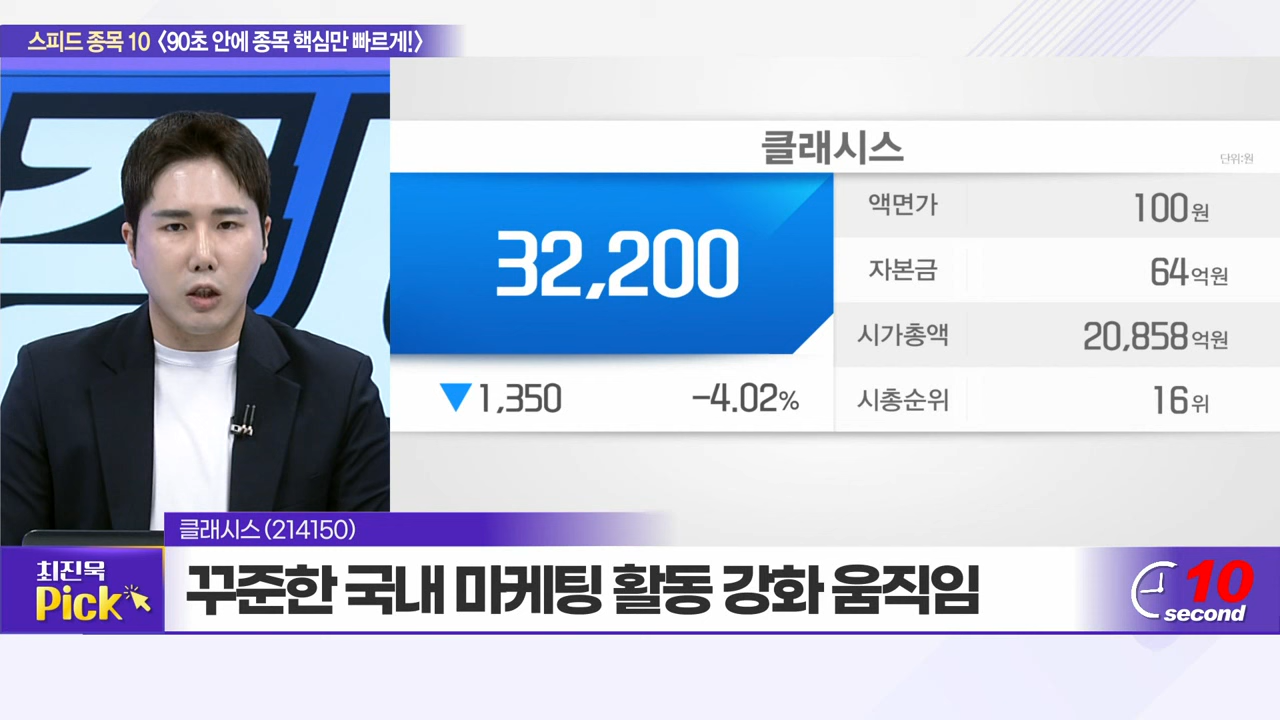 스피드 종목 10 〈90초 안에 종목 핵심만 빠르게!〉
클래시스
단위:원
32,200
▼1,350 -4.02%
액면가 100원
자본금 64억원
시가총액 20,858억원
시총순위 16위
클래시스 (214150)
최진욱
Pick
꾸준한 국내 마케팅 활동 강화 움직임
10
second